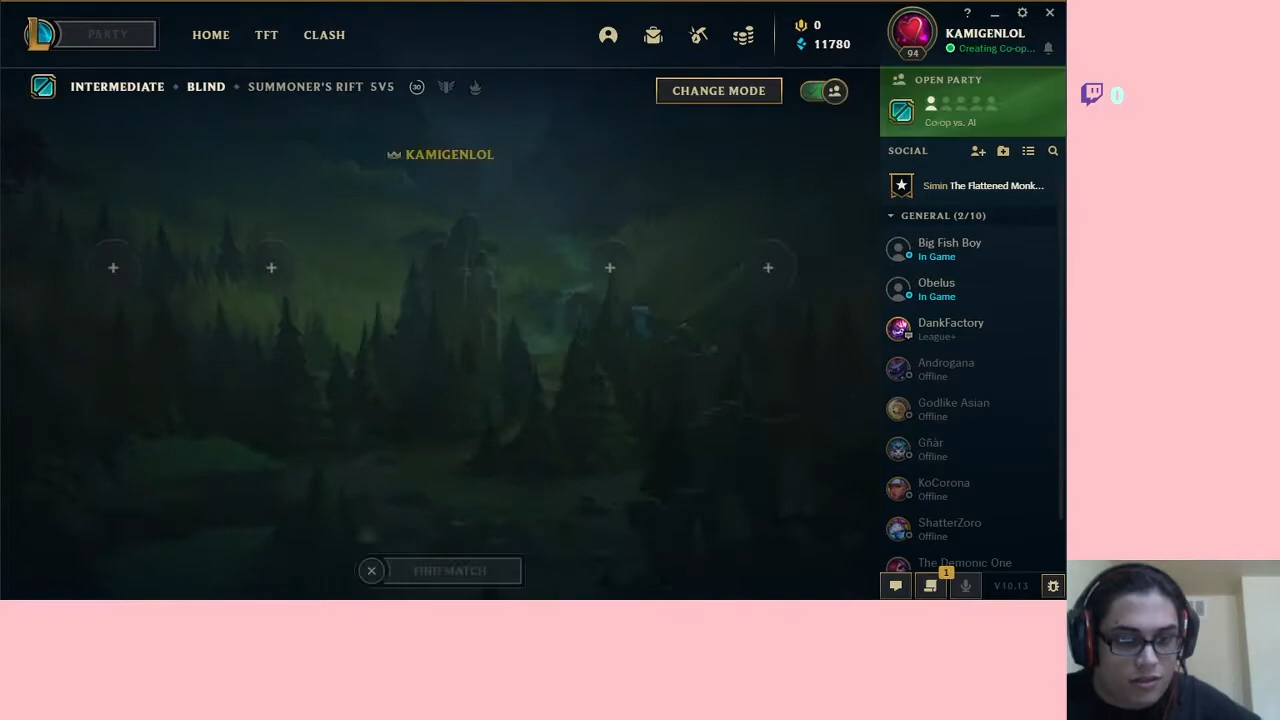 PARTY
HOME
TFT
CLASH
0
11780
?
94
KAMIGENLOL
Creating Co-op...
INTERMEDIATE • BLIND • SUMMONER'S RIFT 5V5
30
CHANGE MODE
OPEN PARTY
Co-op vs. AI
0
KAMIGENLOL
SOCIAL
Simin The Flattened Monk...
GENERAL (2/10)
Big Fish Boy
In Game
Obelus
In Game
DankFactory
League+
Androgana
Offline
Godlike Asian
Offline
Gñàr
Offline
KoCorona
Offline
ShatterZoro
Offline
The Demonic One
1
V10.13